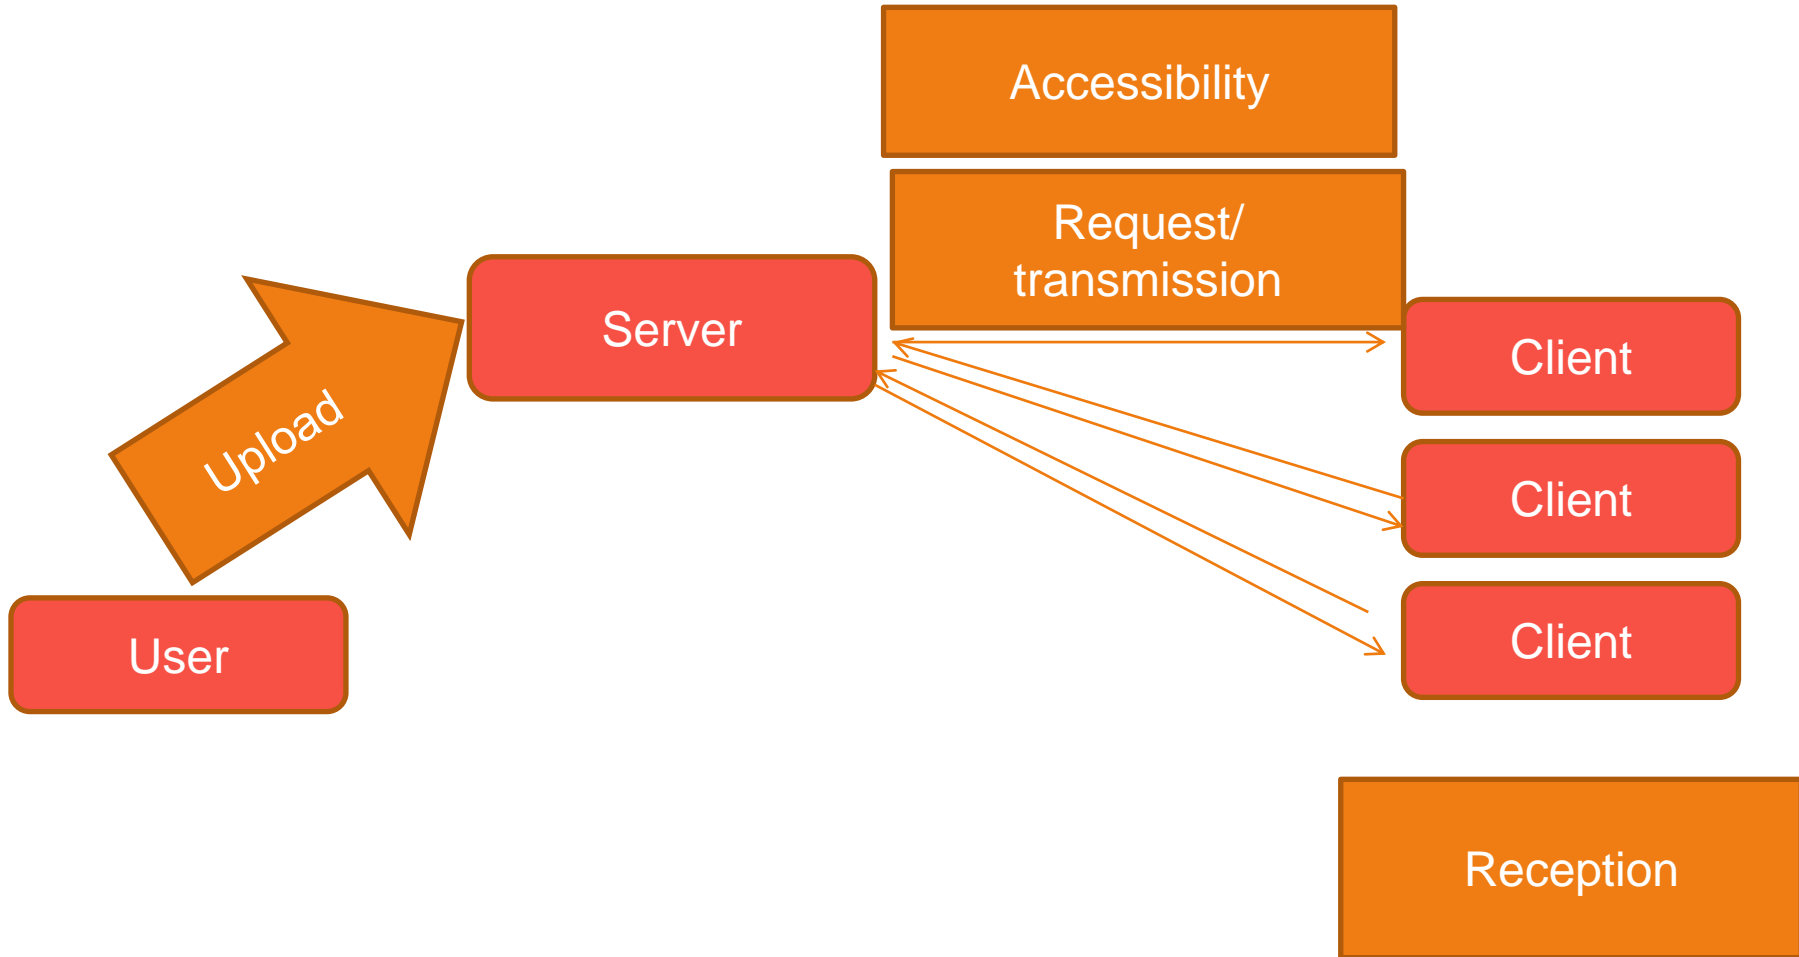 Accessibility
Request/
transmission
Server
Client
Upload
Client
Client
User
Reception